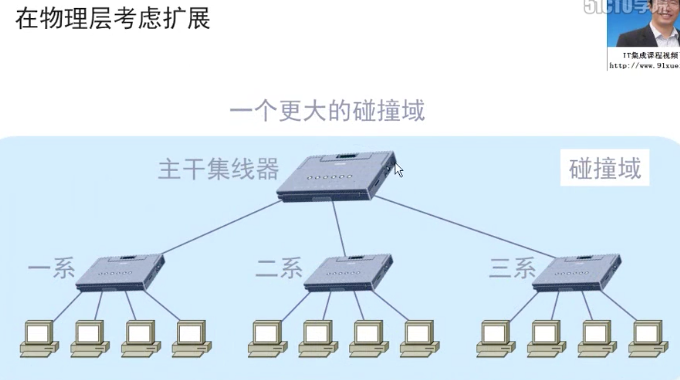 在物理层考虑扩展
51CTO学院
IT集成课程视频
http://www.91xue
一个更大的碰撞域
主干集线器
碰撞域
一系
二系
三系